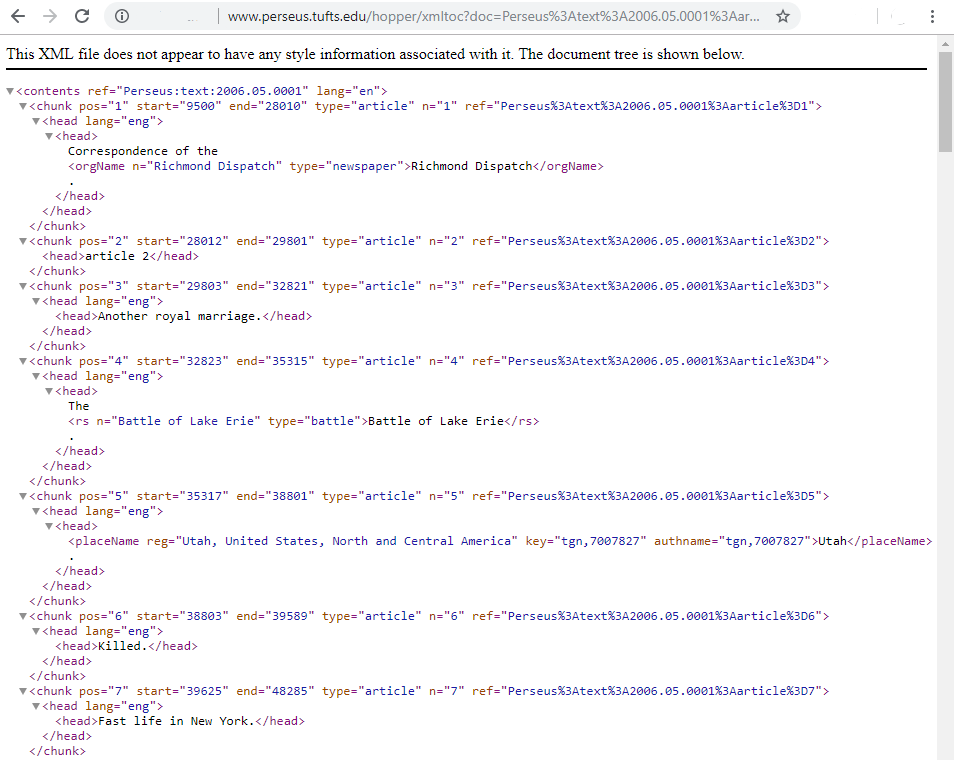 www.perseus.tufts.edu/hopper/xmltoc?doc=Perseus%3Atext%3A2006.05.0001%3Aar...
This XML file does not appear to have any style information associated with it. The document tree is shown below.
<contents ref="Perseus:text:2006.05.0001" lang="en">
<chunk pos="1" start="9500" end="28010" type="article" n="1" ref="Perseus%3Atext%3A2006.05.0001%3Aarticle%3D1">
<head lang="eng">
<head>
Correspondence of the
<orgName n="Richmond Dispatch" type="newspaper">Richmond Dispatch</orgName>
.
</head>
</head>
</chunk>
<chunk pos="2" start="28012" end="29801" type="article" n="2" ref="Perseus%3Atext%3A2006.05.0001%3Aarticle%3D2">
<head>article 2</head>
</chunk>
<chunk pos="3" start="29803" end="32821" type="article" n="3" ref="Perseus%3Atext%3A2006.05.0001%3Aarticle%3D3">
<head lang="eng">
<head>Another royal marriage.</head>
</head>
</chunk>
<chunk pos="4" start="32823" end="35315" type="article" n="4" ref="Perseus%3Atext%3A2006.05.0001%3Aarticle%3D4">
<head lang="eng">
<head>
The
<rs n="Battle of Lake Erie" type="battle">Battle of Lake Erie</rs>
.
</head>
</head>
</chunk>
<chunk pos="5" start="35317" end="38801" type="article" n="5" ref="Perseus%3Atext%3A2006.05.0001%3Aarticle%3D5">
<head lang="eng">
<head>
<placeName reg="Utah, United States, North and Central America" key="tgn,7007827" authname="tgn,7007827">Utah</placeName>
.
</head>
</head>
</chunk>
<chunk pos="6" start="38803" end="39589" type="article" n="6" ref="Perseus%3Atext%3A2006.05.0001%3Aarticle%3D6">
<head lang="eng">
<head>Killed.</head>
</head>
</chunk>
<chunk pos="7" start="39625" end="48285" type="article" n="7" ref="Perseus%3Atext%3A2006.05.0001%3Aarticle%3D7">
<head lang="eng">
<head>Fast life in New York.</head>
</head>
</chunk>